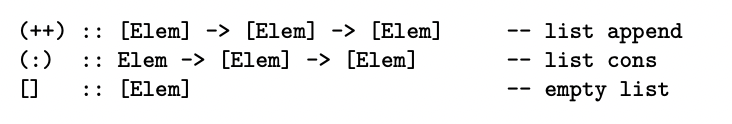 (++) :: [Elem] -> [Elem] -> [Elem] -- list append
(:) :: Elem -> [Elem] -> [Elem] -- list cons
[] :: [Elem] -- empty list